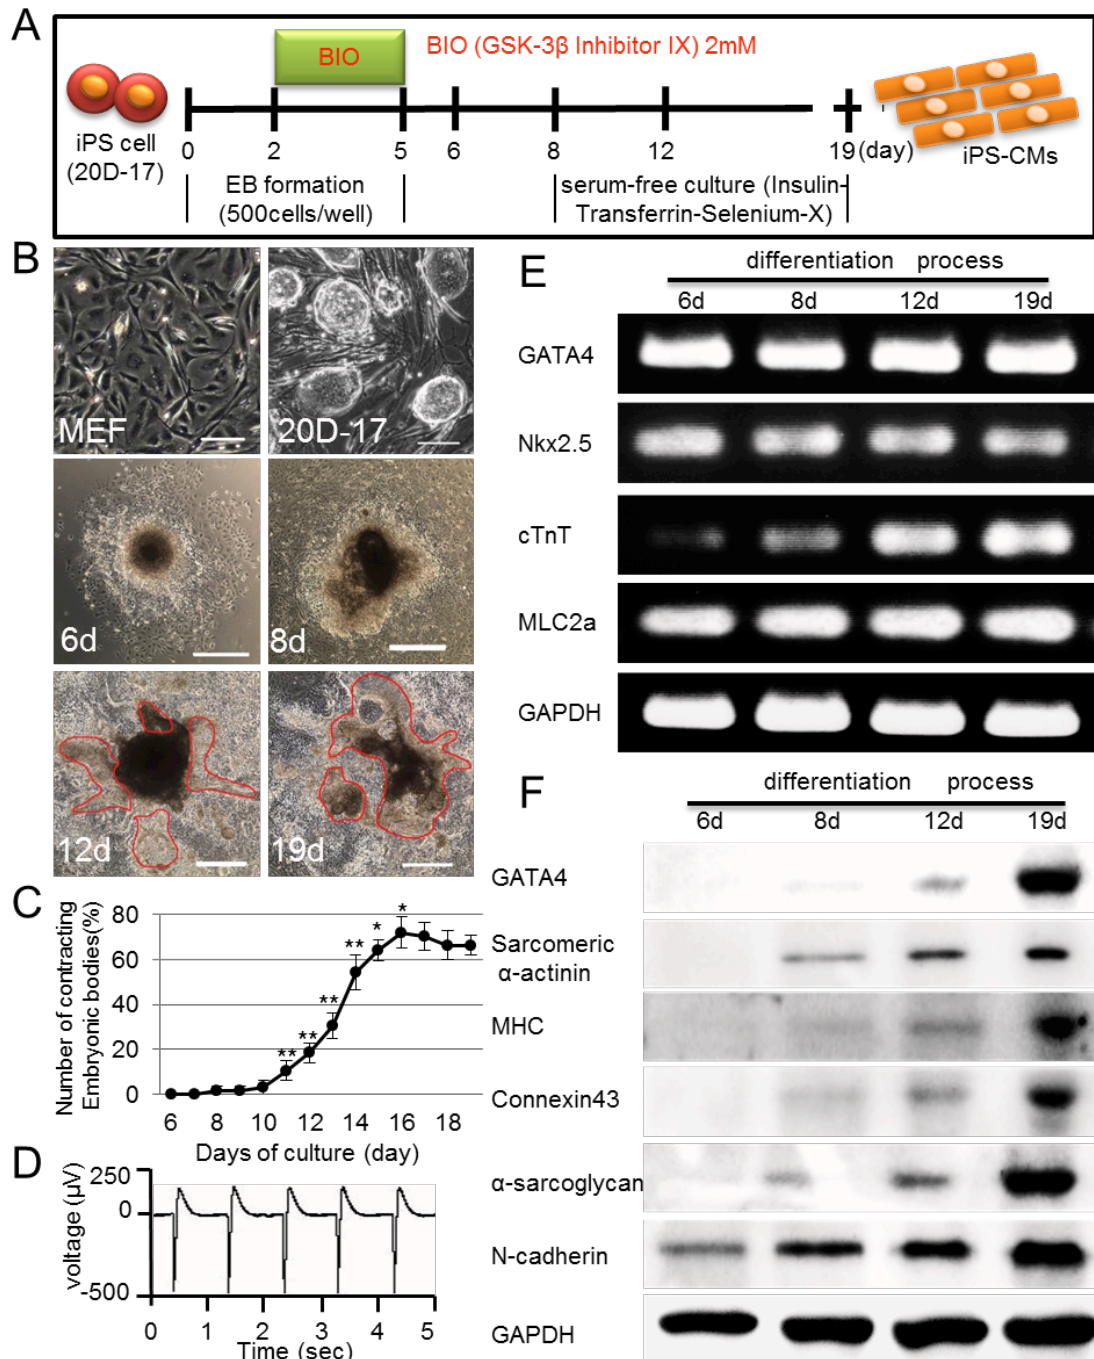 A
BIO
BIO (GSK-3β Inhibitor IX) 2mM
iPS cell
(20D-17)
0
2
5
6
8
12
19 (day)
iPS-CMs
EB formation
(500cells/well)
serum-free culture (Insulin-
Transferrin-Selenium-X)
B
MEF
20D-17
6d
8d
12d
19d
C
Number of contracting
Embryonic bodies(%)
80
60
40
20
0
**
**
**
**
*
*
6 8 10 12 14 16 18
Days of culture (day)
D
voltage (µV)
250
0
-500
0 1 2 3 4 5
Time (sec)
E
differentiation process
6d 8d 12d 19d
GATA4
Nkx2.5
cTnT
MLC2a
GAPDH
F
differentiation process
6d 8d 12d 19d
GATA4
Sarcomeric
α-actinin
MHC
Connexin43
α-sarcoglycan
N-cadherin
GAPDH